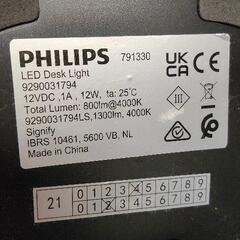 PHILIPS 791330
LED Desk Light
9290031794
12VDC ,1A , 12W, ta: 25°C
Total Lumen: 800lm@4000K
9290031794LS,1300lm, 4000K
Signify
IBRS 10461, 5600 VB, NL
Made in China
UK
CA
CE
III
21
0 1 2 3 4 5 6 7 8 9
0 1 2 3 4 5 6 7 8 9